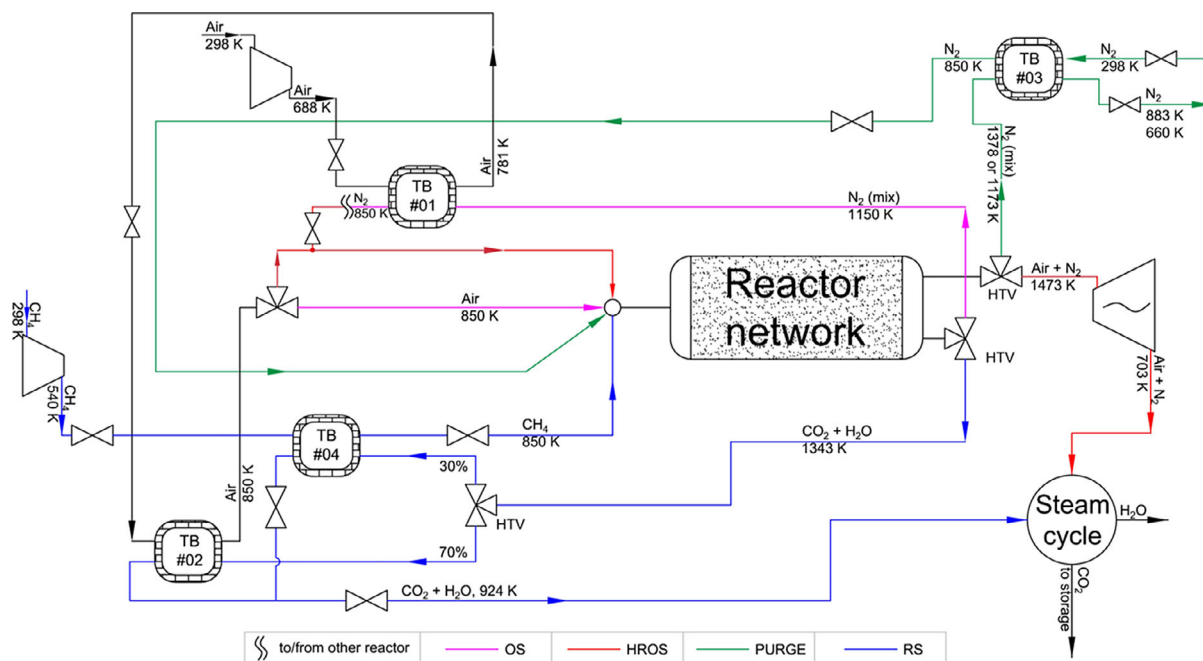 Air
298 K
Air
688 K
Air
781 K
TB
#01
N₂
850 K
N₂ (mix)
1150 K
N₂
850 K
TB
#03
N₂
298 K
N₂
883 K
660 K
N₂ (mix)
1378 or 11173 K
Reactor
network
HTV
Air + N₂
1473 K
HTV
Air + N₂
703 K
Air
850 K
CH₄
298 K
CH₄
540 K
TB
#04
CH₄
850 K
CO₂ + H₂O
1343 K
30%
HTV
70%
Air
850 K
TB
#02
CO₂ + H₂O, 924 K
Steam
cycle
H₂O
CO₂
to storage
to/from other reactor
OS
HROS
PURGE
RS